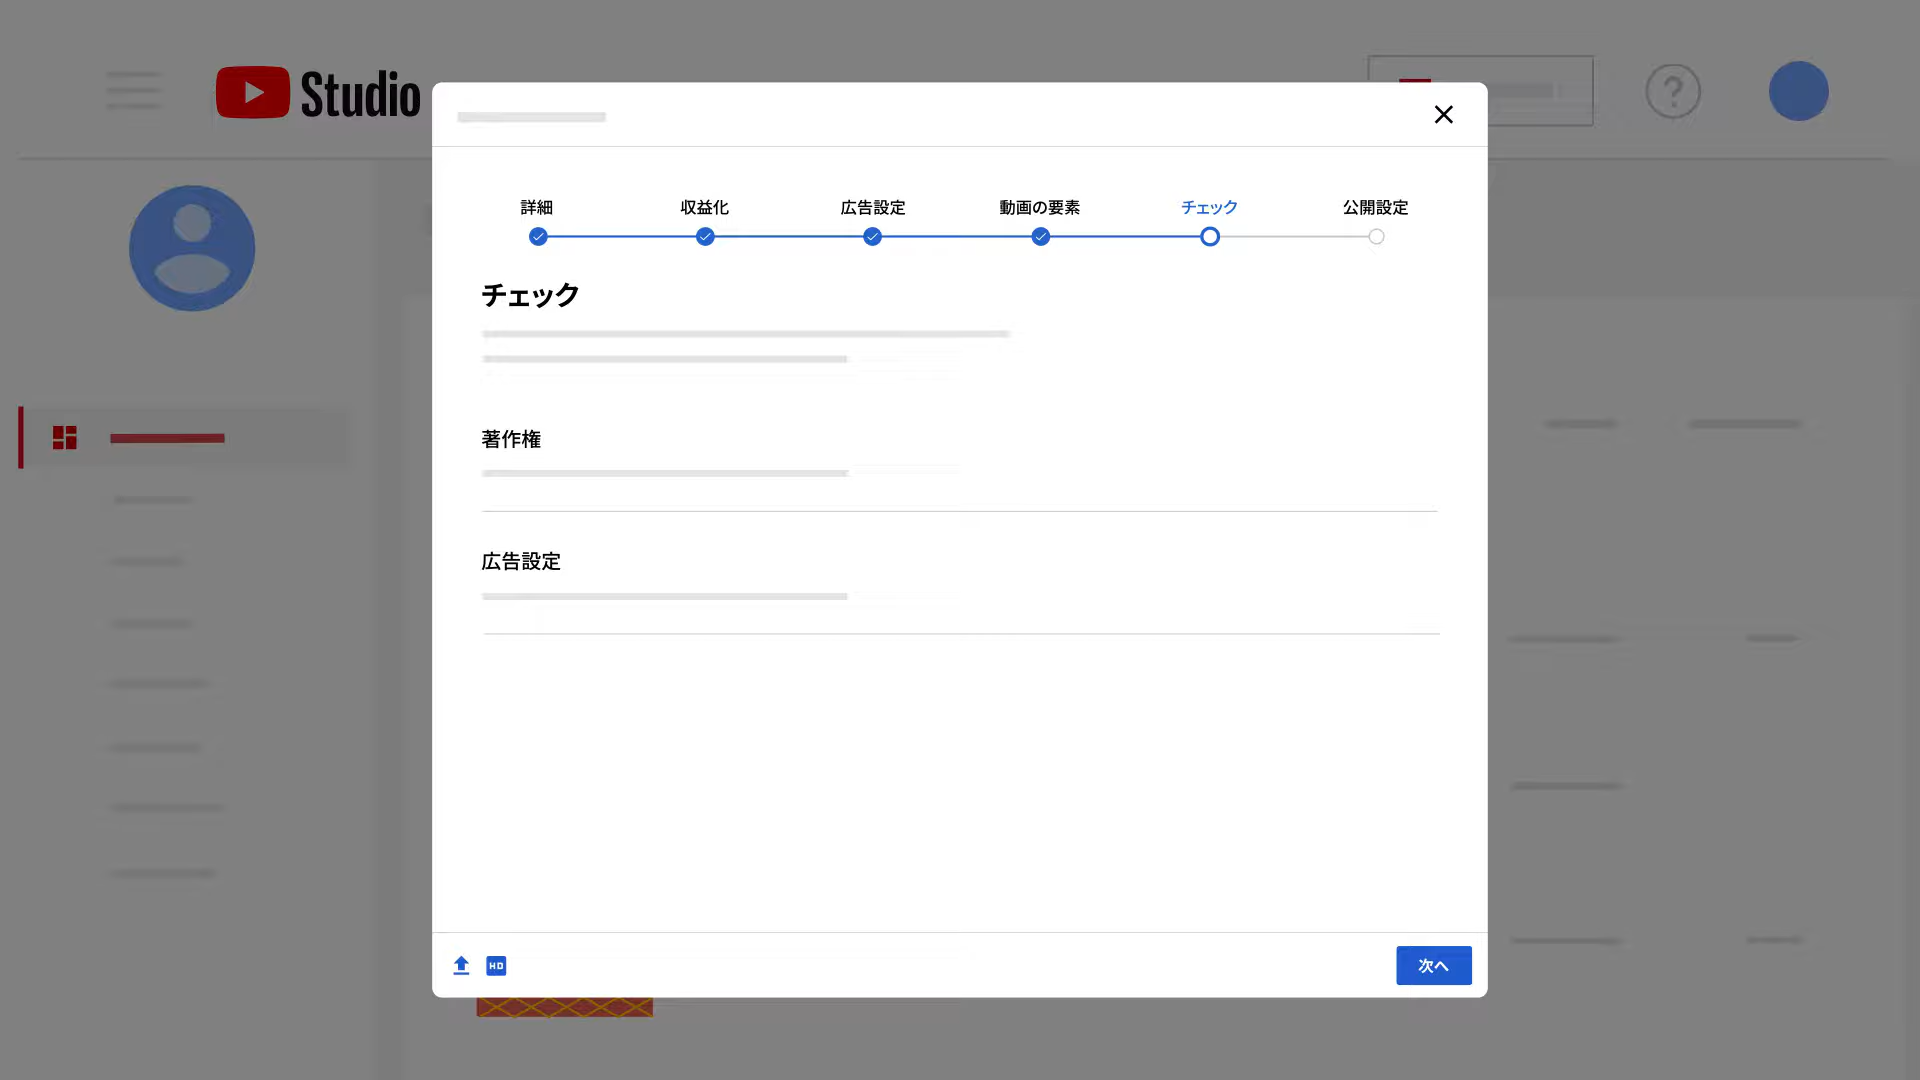 Studio
詳細
収益化
広告設定
動画の要素
チェック
公開設定
チェック
著作権
広告設定
HD
次へ